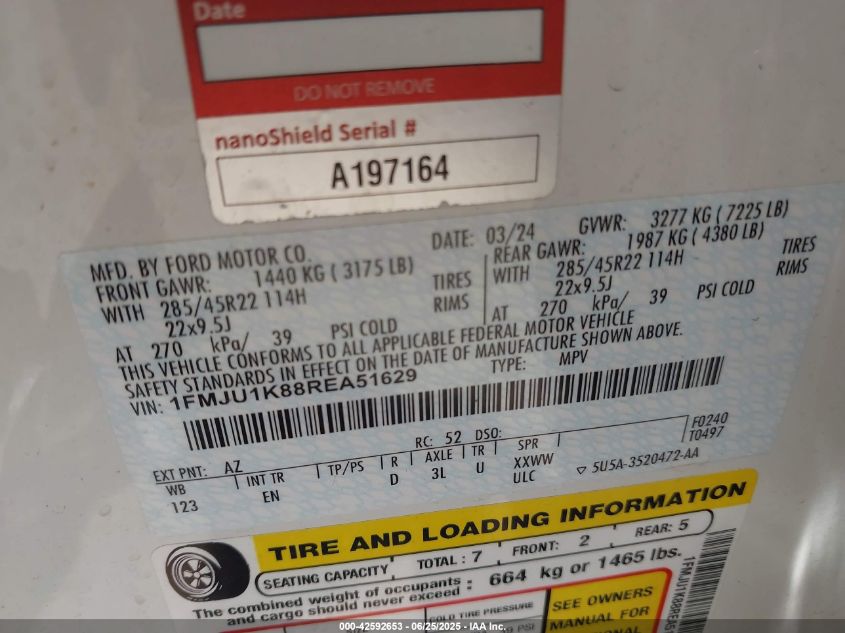 Date
DO NOT REMOVE
nanoShield Serial #
A197164
MFD. BY FORD MOTOR CO.
DATE: 03/24
GVWR: 3277 KG ( 7225 LB)
FRONT GAWR: 1440 KG ( 3175 LB)
REAR GAWR: 1987 KG ( 4380 LB)
WITH 285/45R22 114H TIRES
WITH 285/45R22 114H TIRES
22x9.5J RIMS
22x9.5J RIMS
AT 270 kPa/ 39 PSI COLD
AT 270 kPa/ 39 PSI COLD
THIS VEHICLE CONFORMS TO ALL APPLICABLE FEDERAL MOTOR VEHICLE
SAFETY STANDARDS IN EFFECT ON THE DATE OF MANUFACTURE SHOWN ABOVE.
VIN: 1FMJU1K88REA51629
TYPE: MPV
F0240
T0497
EXT PNT: AZ
RC: 52 DSO:
WB
INT TR
TP/PS
R
AXLE
TR
SPR
123
EN
D
3L
U
XXWW
ULC
5U5A-3520472-AA
TIRE AND LOADING INFORMATION
SEATING CAPACITY
TOTAL : 7
FRONT: 2
REAR: 5
The combined weight of occupants
and cargo should never exceed :
664 kg or 1465 lbs.
COLD TIRE PRESSURE
PSI
SEE OWNERS
MANUAL FOR
1FMJU1K88REA5
000-42592653 - 06/25/2025 - IAA Inc.